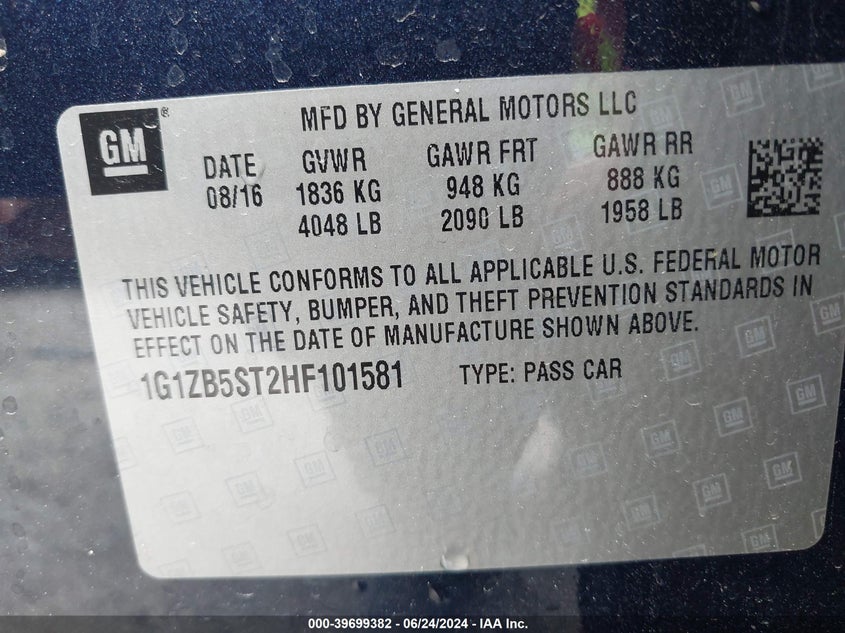 GM®
MFD BY GENERAL MOTORS LLC
DATE GVWR GAWR FRT GAWR RR
08/16 1836 KG 948 KG 888 KG
4048 LB 2090 LB 1958 LB
THIS VEHICLE CONFORMS TO ALL APPLICABLE U.S. FEDERAL MOTOR
VEHICLE SAFETY, BUMPER, AND THEFT PREVENTION STANDARDS IN
EFFECT ON THE DATE OF MANUFACTURE SHOWN ABOVE.
1G1ZB5ST2HF101581 TYPE: PASS CAR
000-39699382 - 06/24/2024 - IAA Inc.